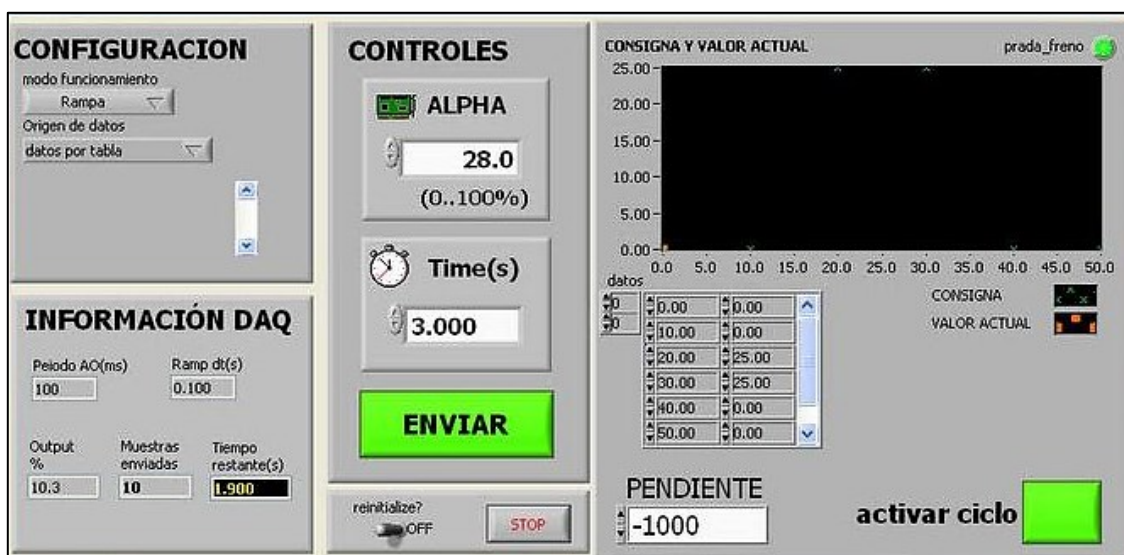 CONFIGURACION
modo funcionamiento
Rampa
Origen de datos
datos por tabla
INFORMACIÓN DAQ
Peiodo AO(ms)
Ramp dt(s)
100
0.100
Output
%
Muestras
enviadas
Tiempo
restante(s)
10.3
10
1.900
CONTROLES
ALPHA
28.0
(0..100%)
Time(s)
3.000
ENVIAR
reinitialize?
OFF
STOP
CONSIGNA Y VALOR ACTUAL
prada_freno
25.00
20.00
15.00
10.00
5.00
0.00
0.0 5.0 10.0 15.0 20.0 25.0 30.0 35.0 40.0 45.0 50.0
datos
0
0
0.00 0.00
10.00 0.00
20.00 25.00
30.00 25.00
40.00 0.00
50.00 0.00
CONSIGNA
VALOR ACTUAL
PENDIENTE
-1000
activar ciclo